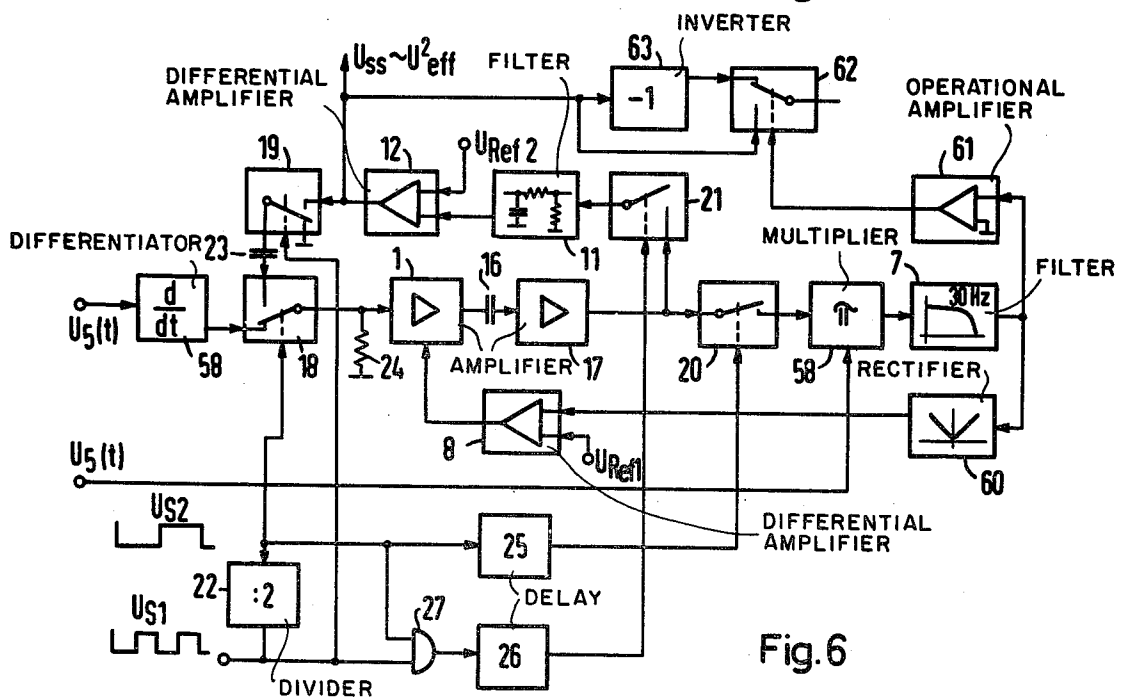 INVERTER
63
-1
62
Uss~U²eff
FILTER
DIFFERENTIAL
AMPLIFIER
OPERATIONAL
AMPLIFIER
19
12
URef 2
61
21
11
MULTIPLIER
DIFFERENTIATOR
23
1
16
7
FILTER
d
dt
U5(t)
58
18
24
AMPLIFIER
17
20
π
58
30Hz
RECTIFIER
8
URef1
60
U5(t)
US2
DIFFERENTIAL
AMPLIFIER
25
22
:2
DELAY
US1
27
26
DIVIDER
Fig.6